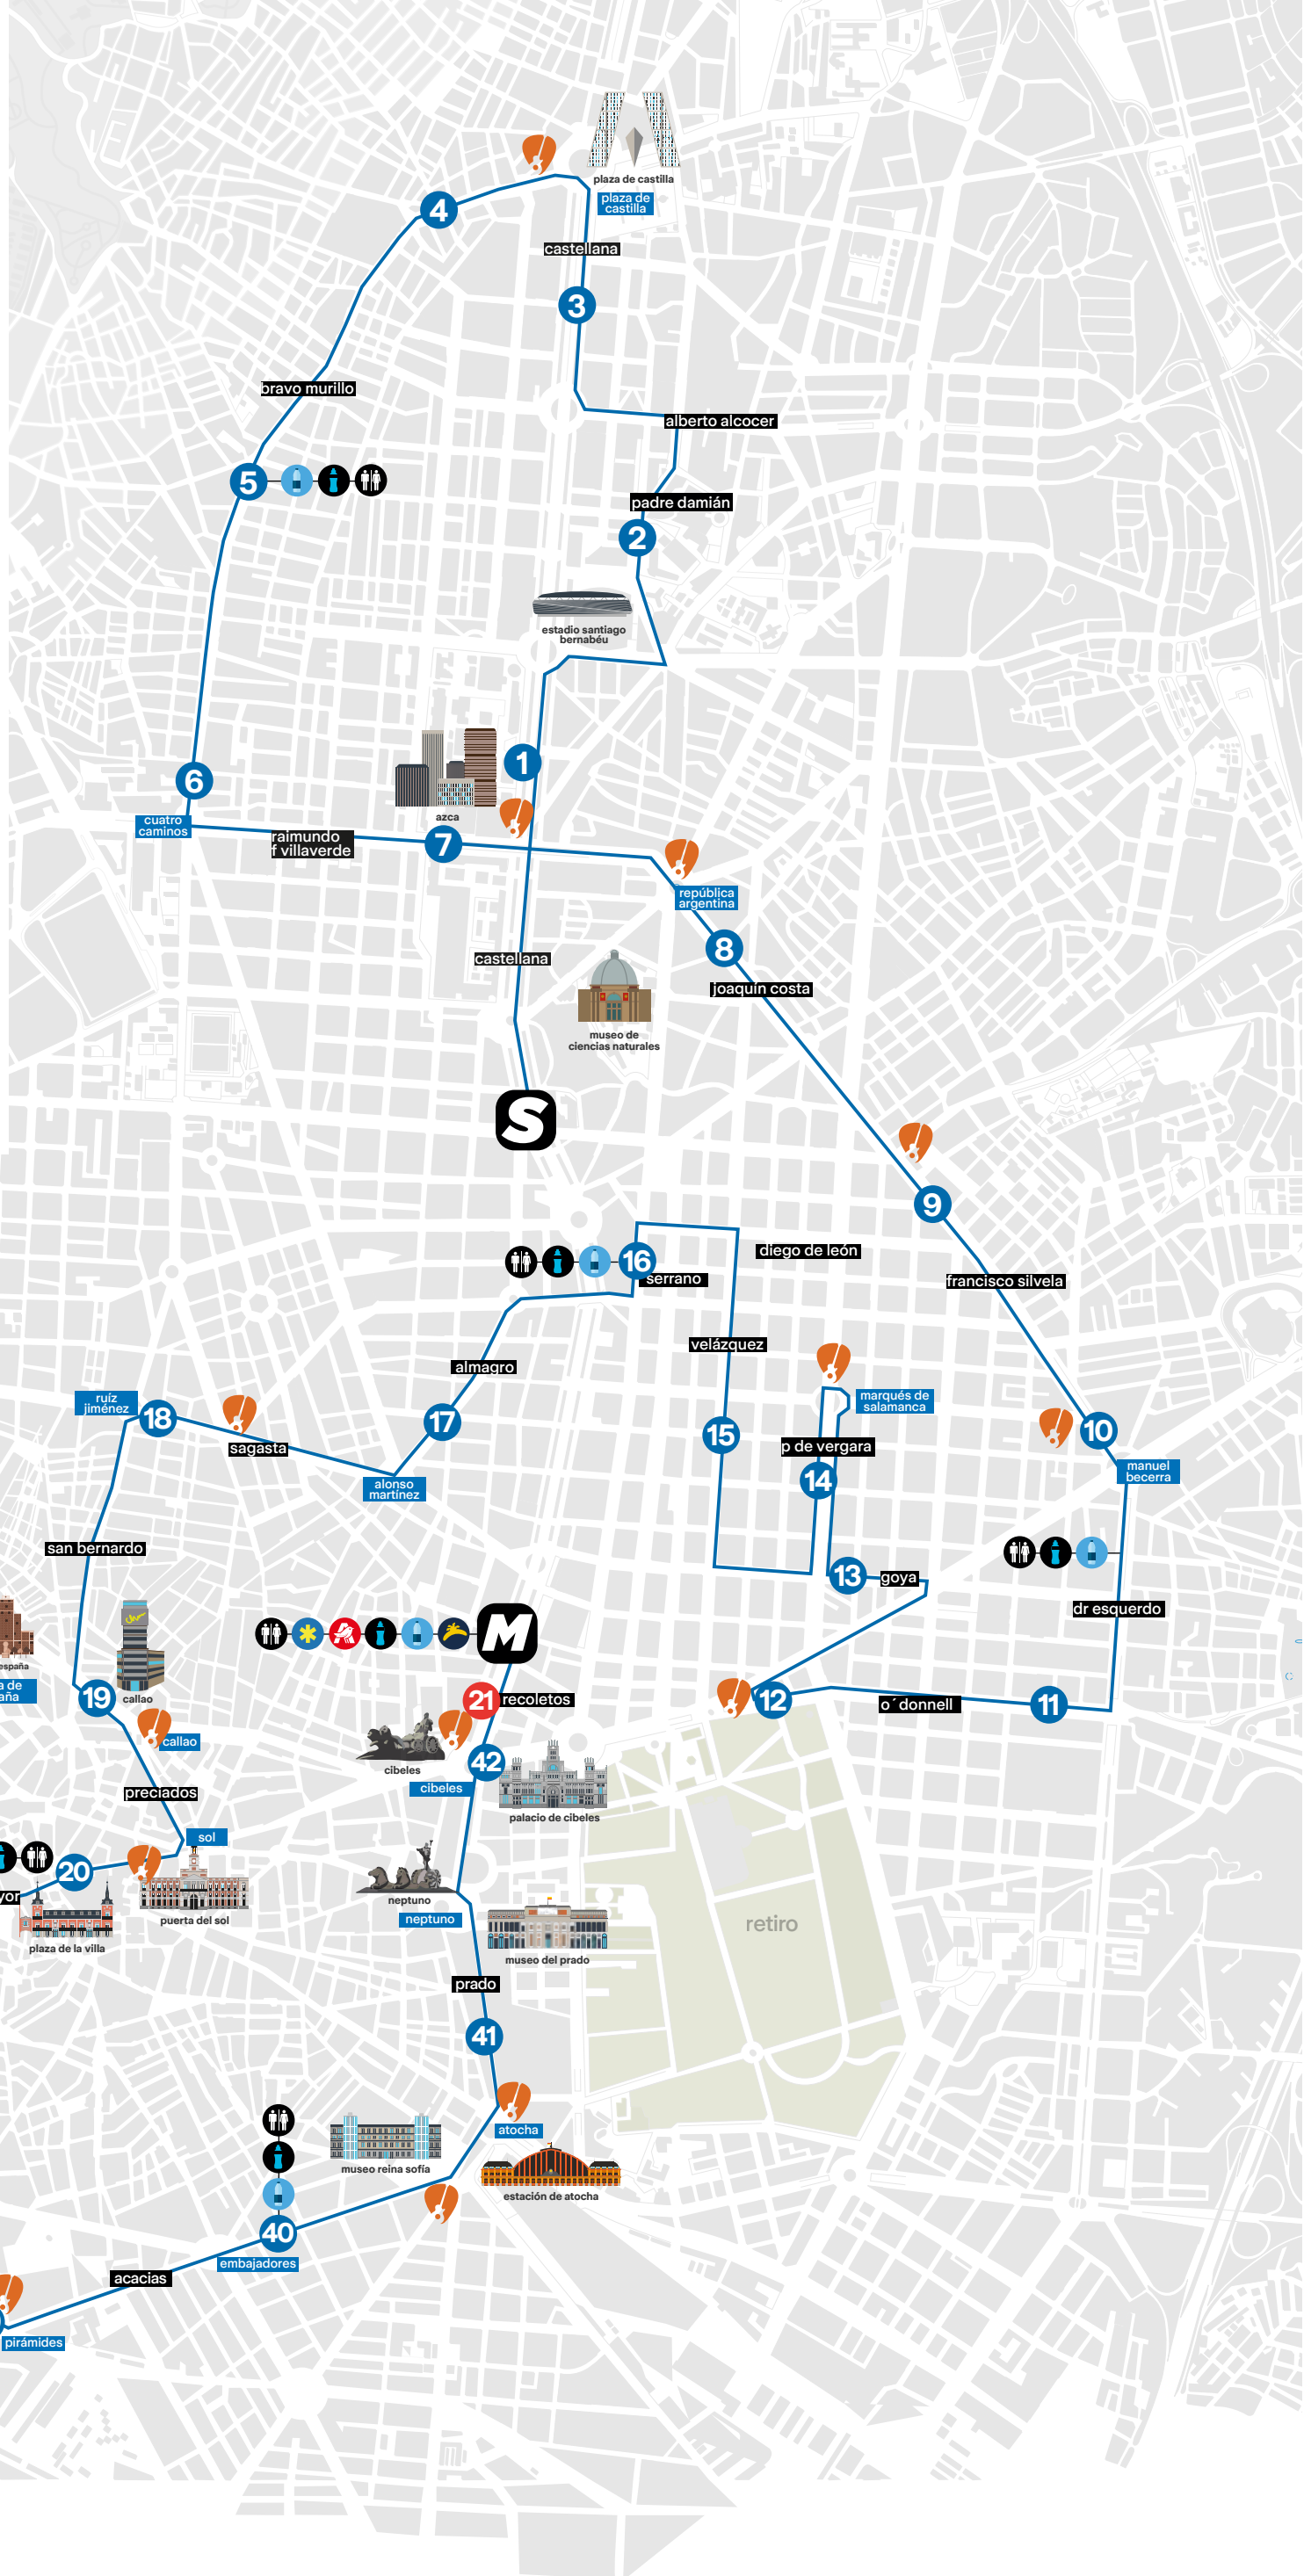 plaza de castilla
plaza de
castilla
4
castellana
3
bravo murillo
alberto alcocer
5
padre damián
2
estadio santiago
bernabéu
1
6
azca
cuatro
caminos
raimundo
f villaverde
7
república
argentina
8
castellana
joaquín costa
museo de
ciencias naturales
S
9
diego de león
16
serrano
francisco silvela
velázquez
almagro
marqués de
salamanca
ruíz
jiménez
18
17
15
10
sagasta
p de vergara
manuel
becerra
14
alonso
martínez
san bernardo
13
goya
dr esquerdo
M
españa
a de
aña
19
callao
21
recoletos
12
o´donnell
11
callao
42
cibeles
cibeles
preciados
palacio de cibeles
sol
20
yor
neptuno
neptuno
puerta del sol
retiro
plaza de la villa
museo del prado
prado
41
atocha
museo reina sofía
estación de atocha
40
embajadores
acacias
pirámides